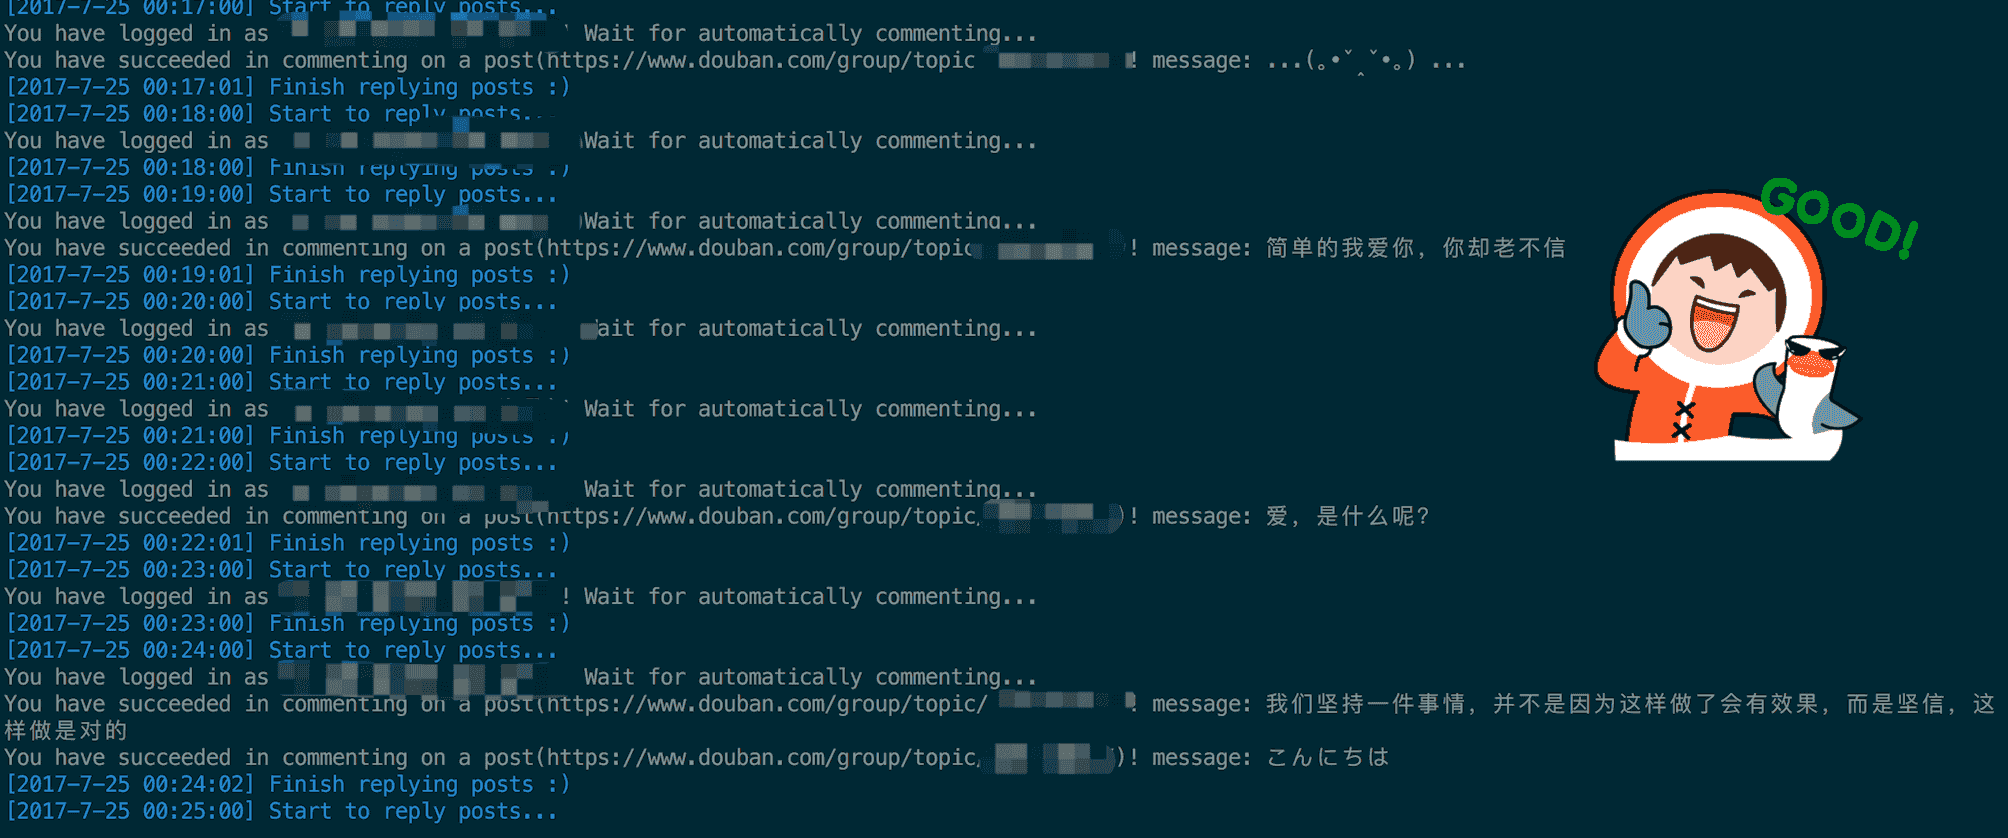 [2017-7-25 00:17:00] Start to reply posts...
You have logged in as Wait for automatically commenting...
You have succeeded in commenting on a post(https://www.douban.com/group/topic ! message: ...(｡•ˇ‸ˇ•｡) ...
[2017-7-25 00:17:01] Finish replying posts :)
[2017-7-25 00:18:00] Start to reply posts...
You have logged in as Wait for automatically commenting...
[2017-7-25 00:18:00] Finish replying posts :)
[2017-7-25 00:19:00] Start to reply posts...
You have logged in as Wait for automatically commenting...
You have succeeded in commenting on a post(https://www.douban.com/group/topic ! message: 简单的我爱你，你却老不信
[2017-7-25 00:19:01] Finish replying posts :)
[2017-7-25 00:20:00] Start to reply posts...
You have logged in as Wait for automatically commenting...
[2017-7-25 00:20:00] Finish replying posts :)
[2017-7-25 00:21:00] Start to reply posts...
You have logged in as Wait for automatically commenting...
[2017-7-25 00:21:00] Finish replying posts :)
[2017-7-25 00:22:00] Start to reply posts...
You have logged in as Wait for automatically commenting...
You have succeeded in commenting on a post(https://www.douban.com/group/topic/ )! message: 爱，是什么呢？
[2017-7-25 00:22:01] Finish replying posts :)
[2017-7-25 00:23:00] Start to reply posts...
You have logged in as ! Wait for automatically commenting...
[2017-7-25 00:23:00] Finish replying posts :)
[2017-7-25 00:24:00] Start to reply posts...
You have logged in as Wait for automatically commenting...
You have succeeded in commenting on a post(https://www.douban.com/group/topic/ ! message: 我们坚持一件事情，并不是因为这样做了会有效果，而是坚信，这
样做是对的
You have succeeded in commenting on a post(https://www.douban.com/group/topic/ )! message: こんにちは
[2017-7-25 00:24:02] Finish replying posts :)
[2017-7-25 00:25:00] Start to reply posts...
GOOD!